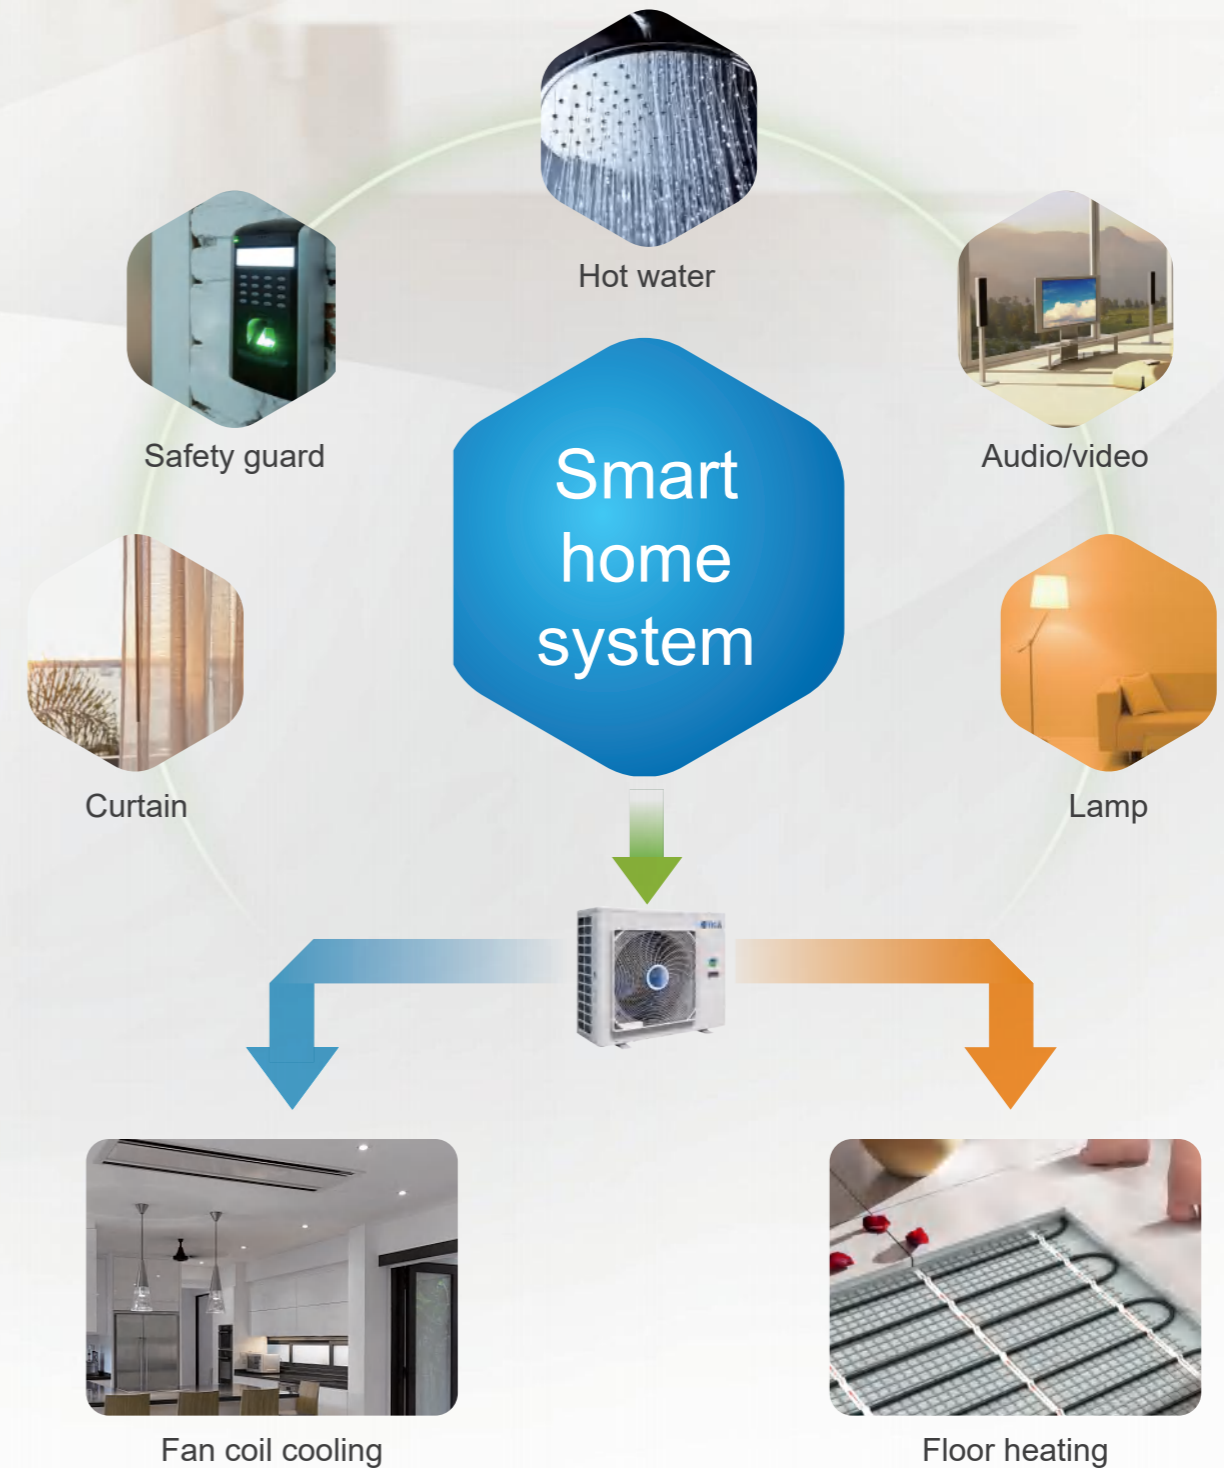 Hot water
Safety guard
Audio/video
Smart
home
system
Curtain
Lamp
Fan coil cooling
Floor heating